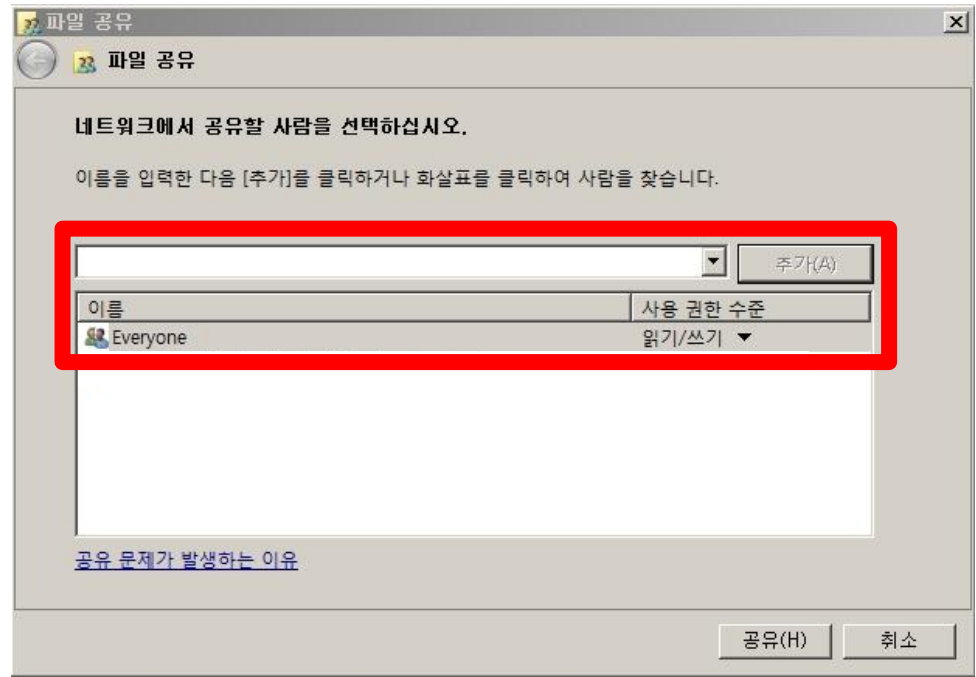 파일 공유
파일 공유
네트워크에서 공유할 사람을 선택하십시오.
이름을 입력한 다음 [추가]를 클릭하거나 화살표를 클릭하여 사람을 찾습니다.
추가(A)
이름 사용 권한 수준
Everyone 읽기/쓰기
공유 문제가 발생하는 이유
공유(H) 취소